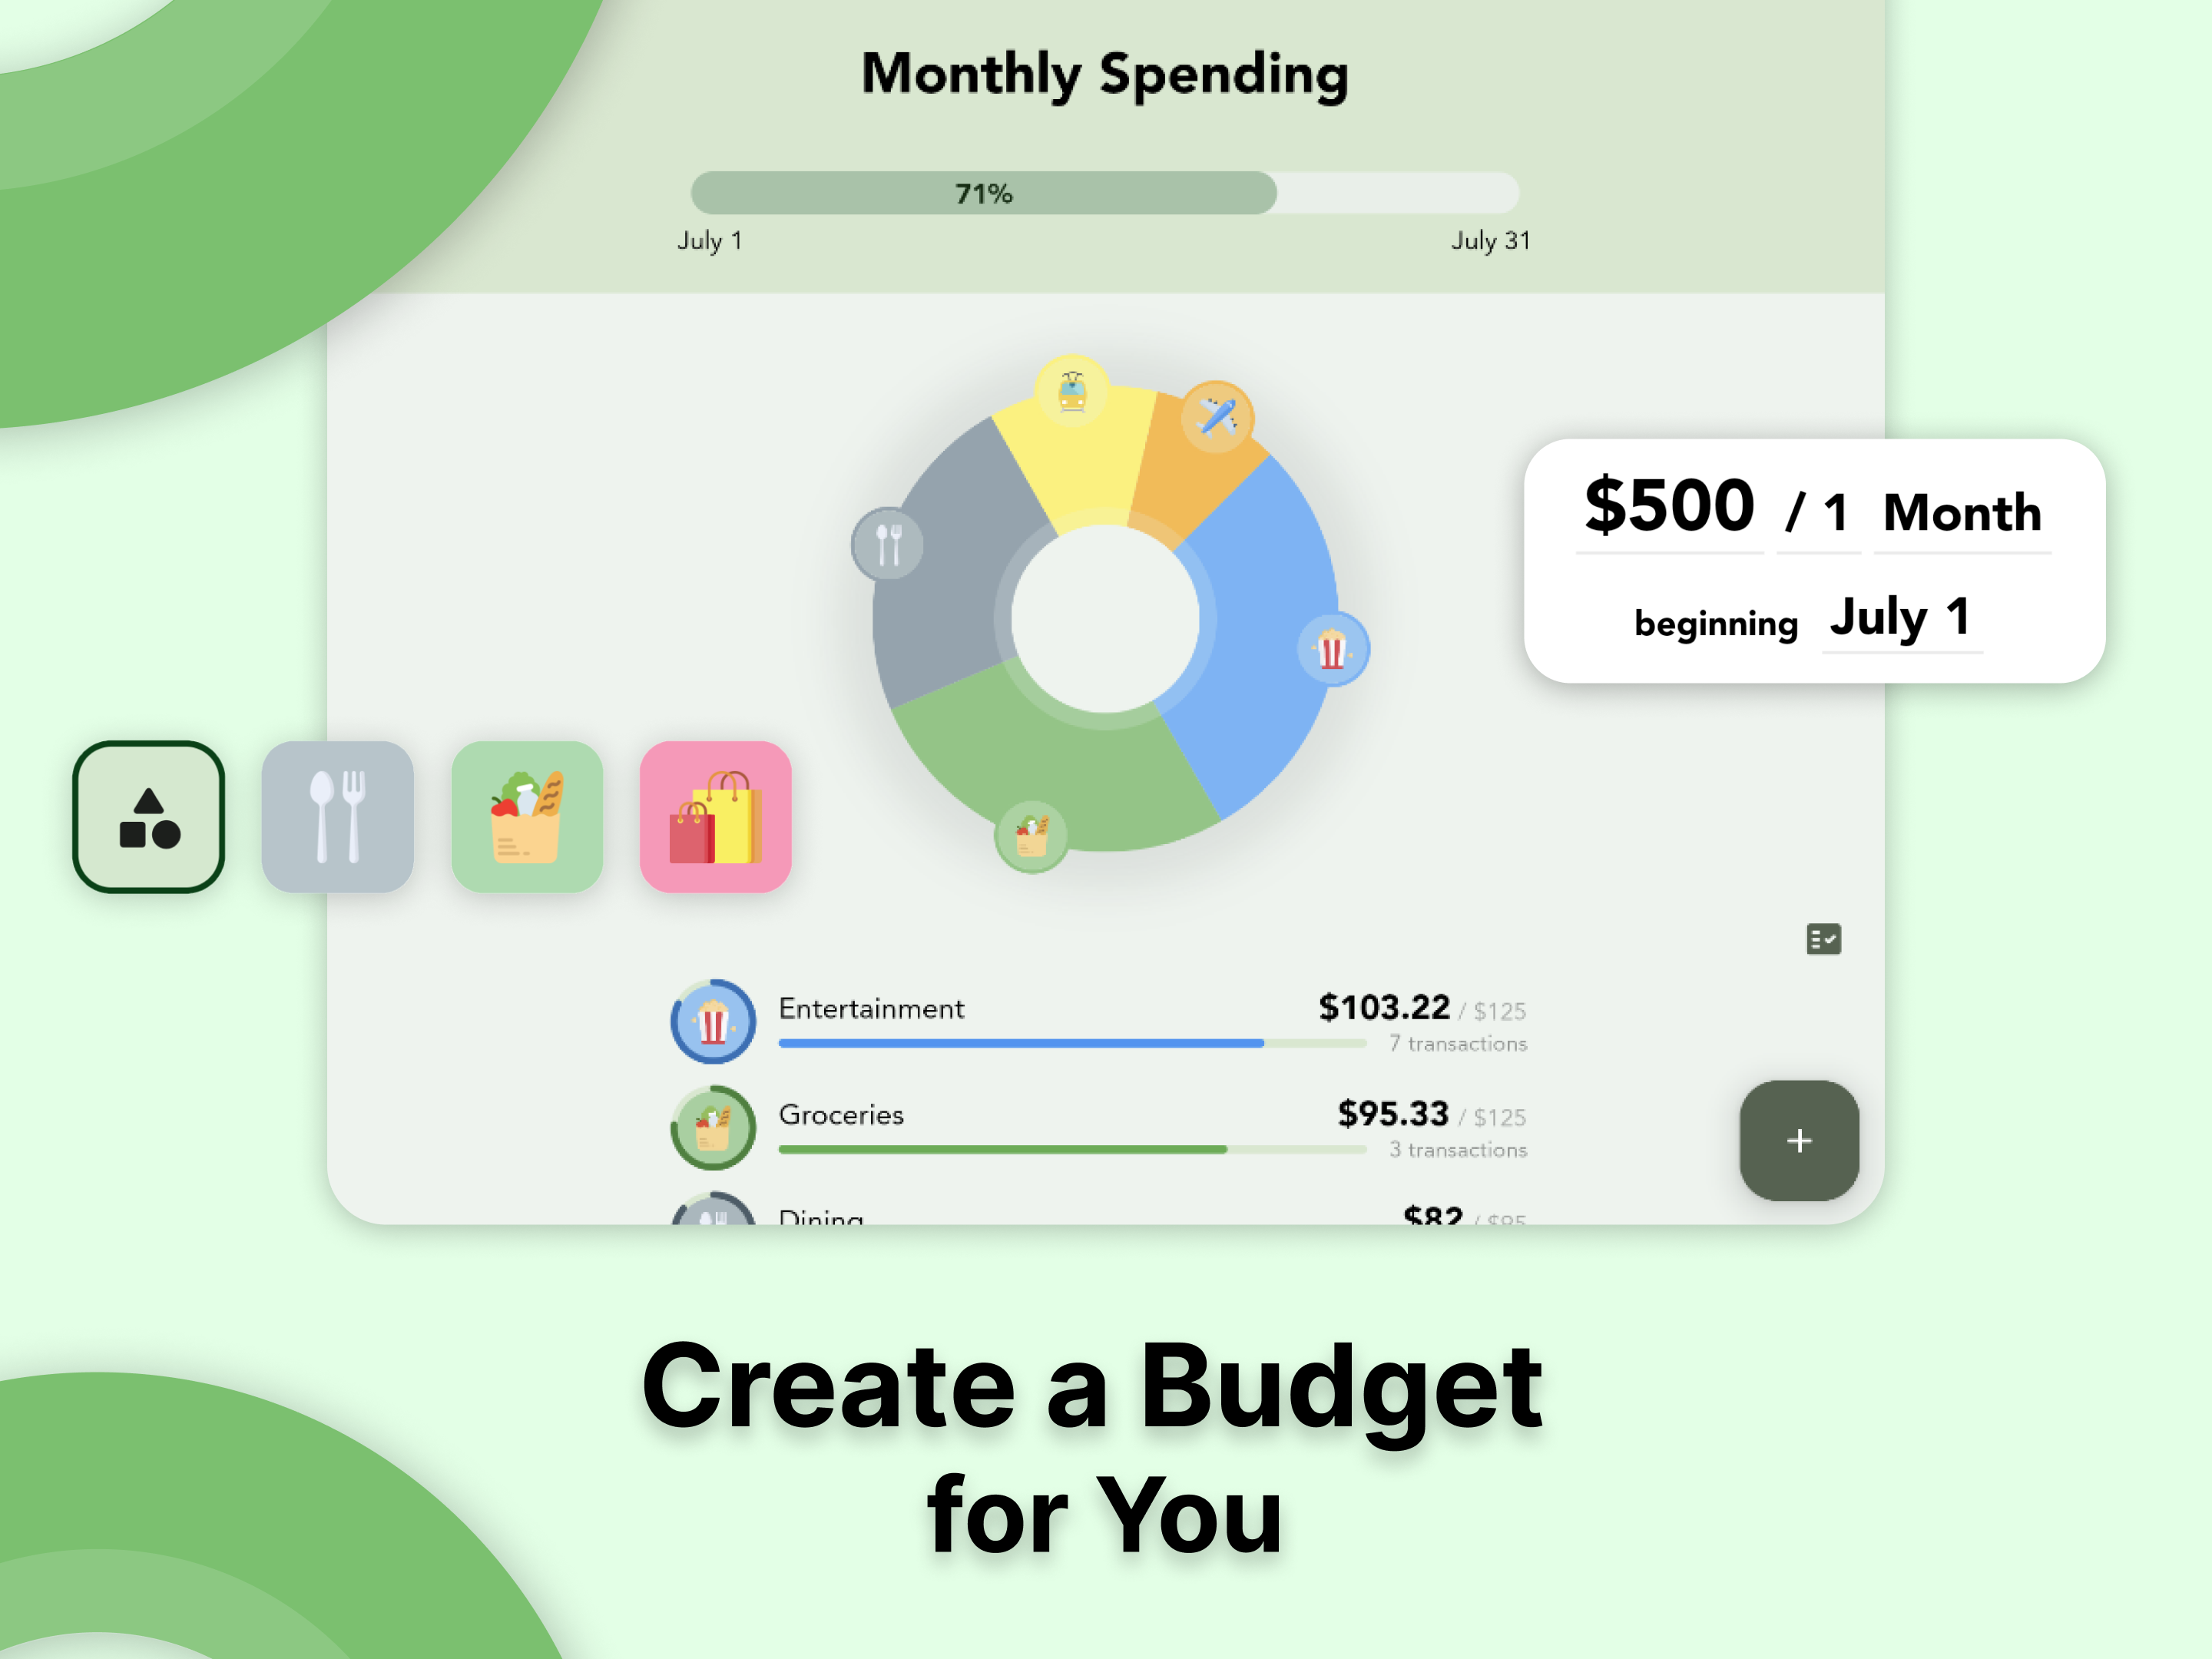 Monthly Spending
71%
July 1
July 31
$500 / 1 Month
beginning July 1
Entertainment
$103.22 / $125
7 transactions
Groceries
$95.33 / $125
3 transactions
Dining
$82 / $95
Create a Budget
for You